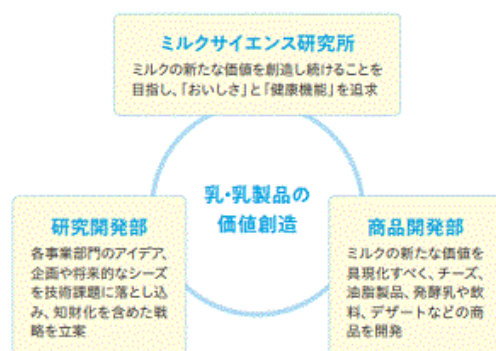 ミルクサイエンス研究所
ミルクの新たな価値を創造し続けることを
目指し、「おいしさ」と「健康機能」を追求
乳・乳製品の
価値創造
研究開発部
各事業部門のアイデア、
企画や将来的なシーズ
を技術課題に落とし込
み、知財化を含めた戦
略を立案
商品開発部
ミルクの新たな価値を
具現化すべく、チーズ、
油脂製品、発酵乳や飲
料、デザートなどの商
品を開発